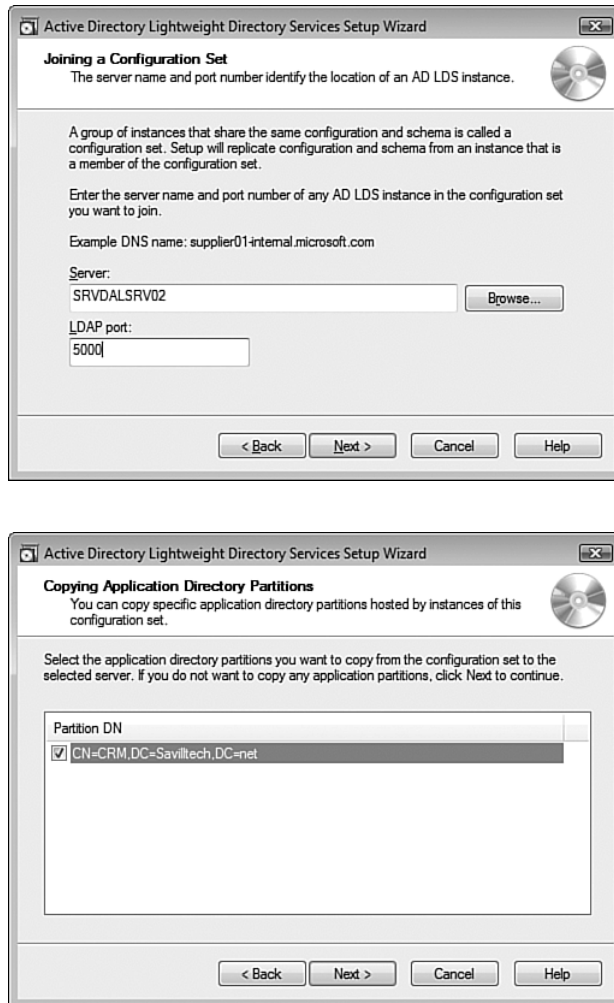 Active Directory Lightweight Directory Services Setup Wizard
Joining a Configuration Set
The server name and port number identify the location of an AD LDS instance.
A group of instances that share the same configuration and schema is called a
configuration set. Setup will replicate configuration and schema from an instance that is
a member of the configuration set.
Enter the server name and port number of any AD LDS instance in the configuration set
you want to join.
Example DNS name: supplier01-internal.microsoft.com
Server:
SRVDALSRV02
Browse...
LDAP port:
5000
< Back Next > Cancel Help
Active Directory Lightweight Directory Services Setup Wizard
Copying Application Directory Partitions
You can copy specific application directory partitions hosted by instances of this
configuration set.
Select the application directory partitions you want to copy from the configuration set to the
selected server. If you do not want to copy any application partitions, click Next to continue.
Partition DN
CN=CRM,DC=Savilltech,DC=net
< Back Next > Cancel Help